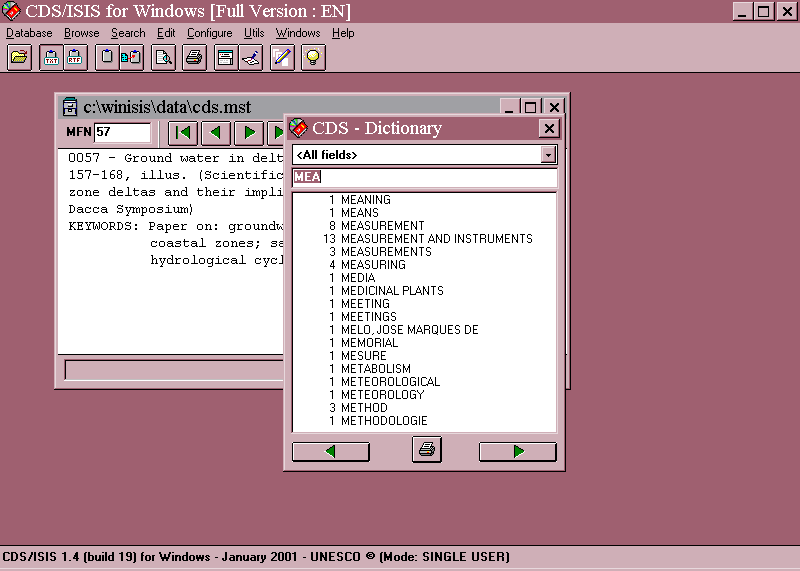 CDS/ISIS for Windows [Full Version : EN]
Database Browse Search Edit Configure Utils Windows Help
TXT RTF
c:\winisis\data\cds.mst
MFN 57
0057 - Ground water in delt
157-168, illus. (Scientific
zone deltas and their impli
Dacca Symposium)
KEYWORDS: Paper on: groundw
coastal zones; sa
hydrological cycl
CDS - Dictionary
<All fields>
MEA
1 MEANING
1 MEANS
8 MEASUREMENT
13 MEASUREMENT AND INSTRUMENTS
3 MEASUREMENTS
4 MEASURING
1 MEDIA
1 MEDICINAL PLANTS
1 MEETING
1 MEETINGS
1 MELO, JOSE MARQUES DE
1 MEMORIAL
1 MESURE
1 METABOLISM
1 METEOROLOGICAL
1 METEOROLOGY
3 METHOD
1 METHODOLOGIE
CDS/ISIS 1.4 (build 19) for Windows - January 2001 - UNESCO © (Mode: SINGLE USER)